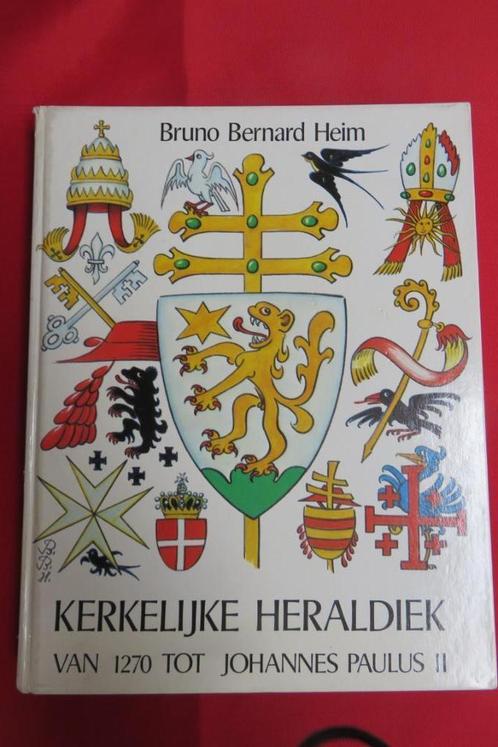 Bruno Bernard Heim
KERKELIJKE HERALDIEK
VAN 1270 TOT JOHANNES PAULUS II